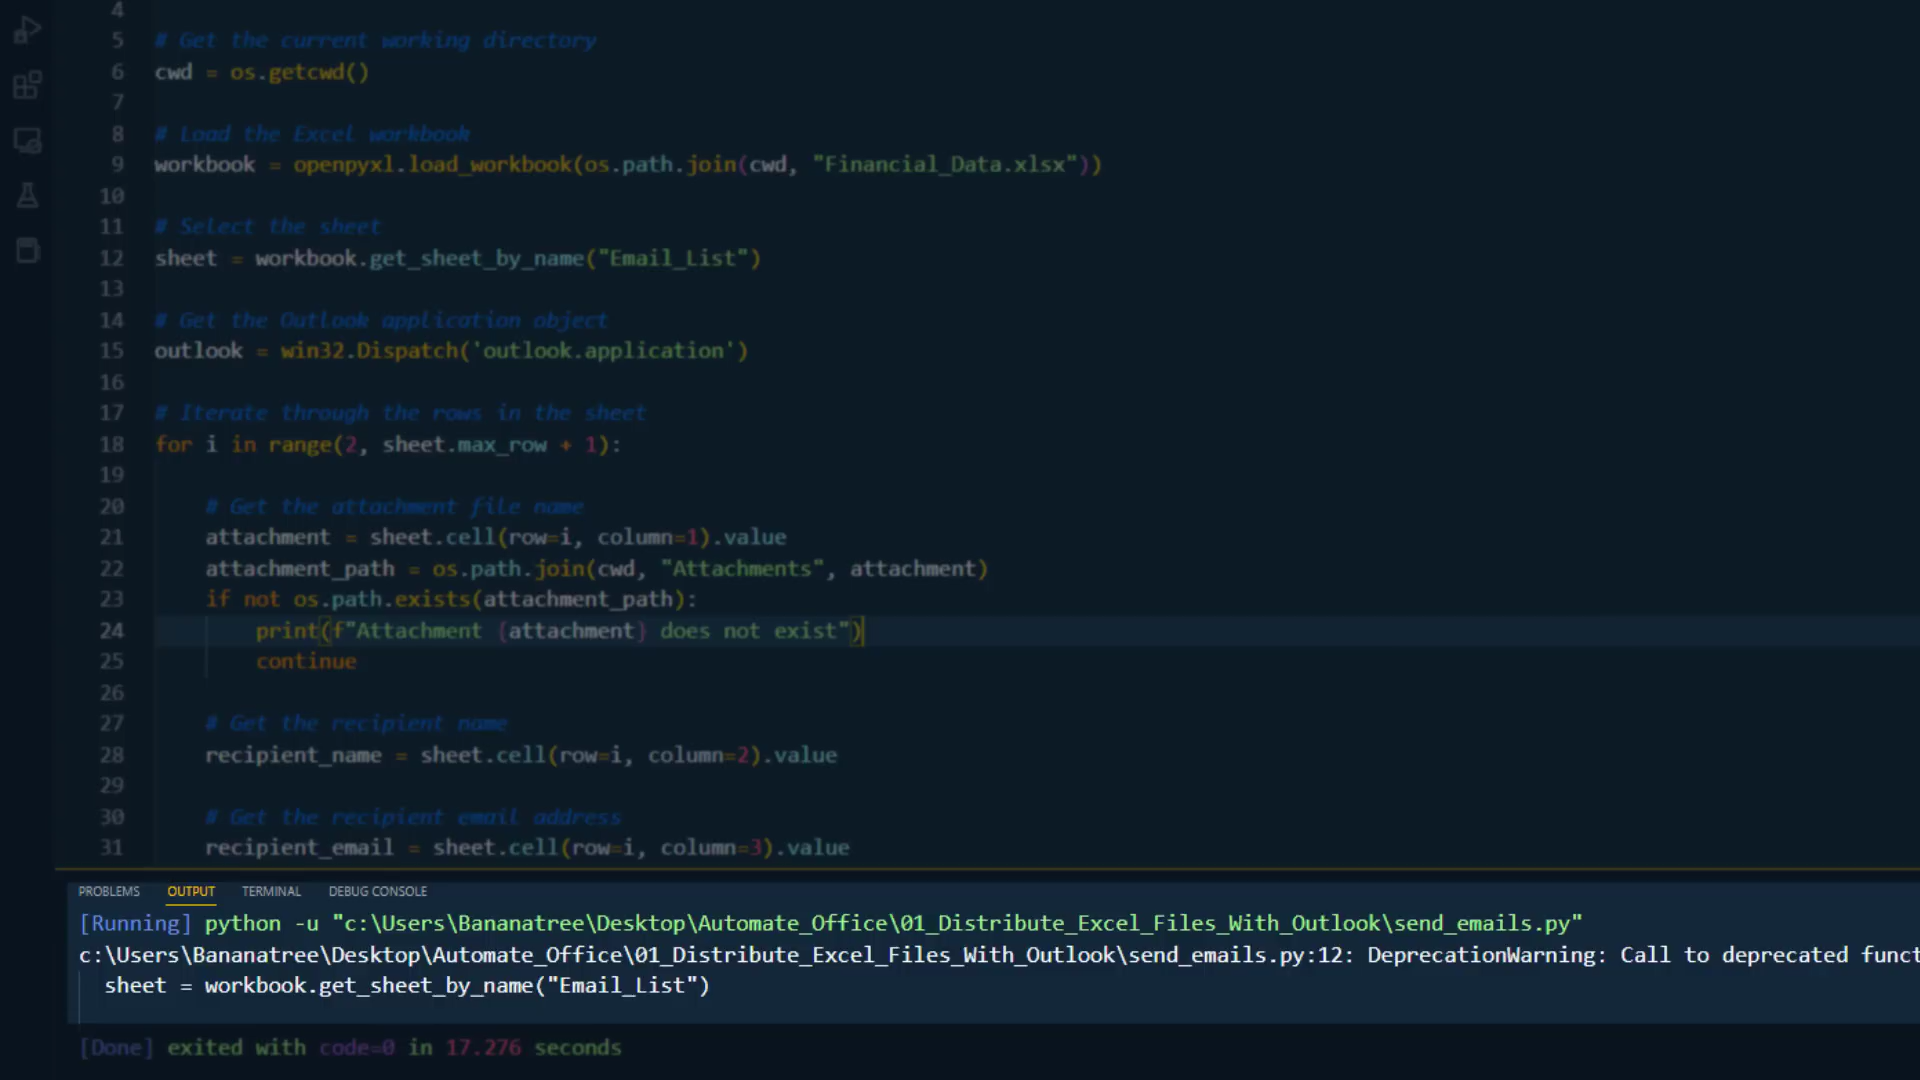 4
5 # Get the current working directory
6 cwd = os.getcwd()
7
8 # Load the Excel workbook
9 workbook = openpyxl.load_workbook(os.path.join(cwd, "Financial_Data.xlsx"))
10
11 # Select the sheet
12 sheet = workbook.get_sheet_by_name("Email_List")
13
14 # Get the Outlook application object
15 outlook = win32.Dispatch('outlook.application')
16
17 # Iterate through the rows in the sheet
18 for i in range(2, sheet.max_row + 1):
19
20     # Get the attachment file name
21     attachment = sheet.cell(row=i, column=1).value
22     attachment_path = os.path.join(cwd, "Attachments", attachment)
23     if not os.path.exists(attachment_path):
24         print(f"Attachment {attachment} does not exist")
25         continue
26
27     # Get the recipient name
28     recipient_name = sheet.cell(row=i, column=2).value
29
30     # Get the recipient email address
31     recipient_email = sheet.cell(row=i, column=3).value
PROBLEMS OUTPUT TERMINAL DEBUG CONSOLE
[Running] python -u "c:\Users\Bananatree\Desktop\Automate_Office\01_Distribute_Excel_Files_With_Outlook\send_emails.py"
c:\Users\Bananatree\Desktop\Automate_Office\01_Distribute_Excel_Files_With_Outlook\send_emails.py:12: DeprecationWarning: Call to deprecated funct
  sheet = workbook.get_sheet_by_name("Email_List")
[Done] exited with code=0 in 17.276 seconds